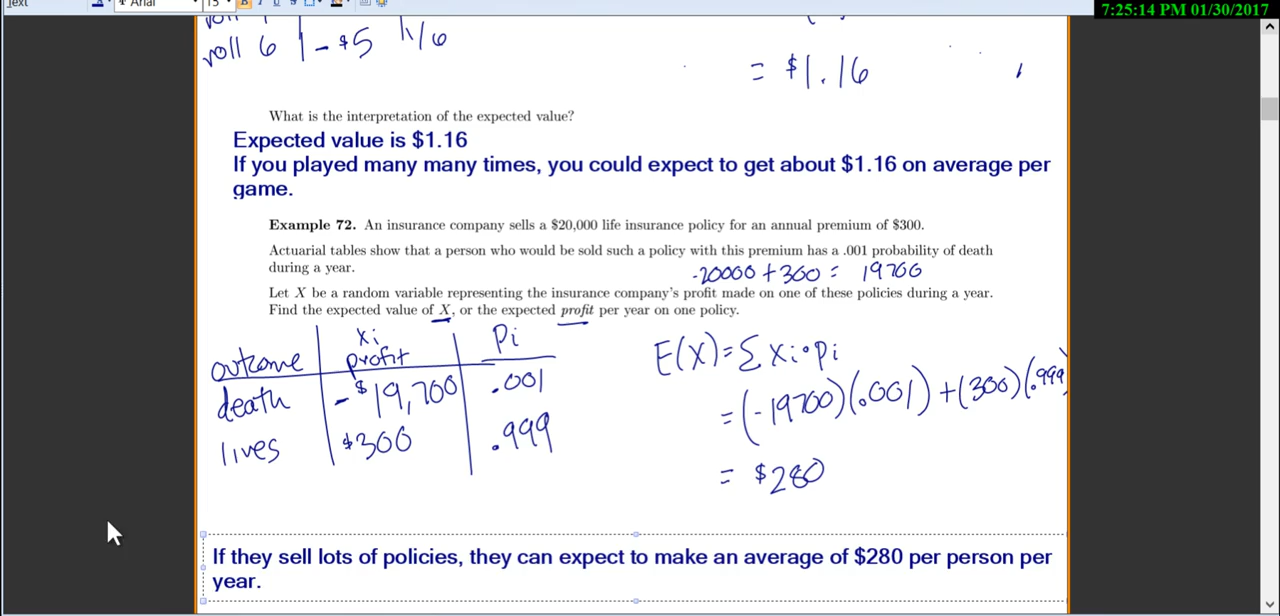 Text
Arial
15
7:25:14 PM 01/30/2017
roll 6 | -$5 1/6
= $1.16
What is the interpretation of the expected value?
Expected value is $1.16
If you played many many times, you could expect to get about $1.16 on average per
game.
Example 72. An insurance company sells a $20,000 life insurance policy for an annual premium of $300.
Actuarial tables show that a person who would be sold such a policy with this premium has a .001 probability of death
during a year.
-20000 + 300 = 19700
Let X be a random variable representing the insurance company's profit made on one of these policies during a year.
Find the expected value of X, or the expected profit per year on one policy.
outcome xi profit Pi
death -$19,700 .001
lives $300 .999
E(X) = Σ xi • Pi
= (-19700)(.001) + (300)(.999)
= $280
If they sell lots of policies, they can expect to make an average of $280 per person per
year.